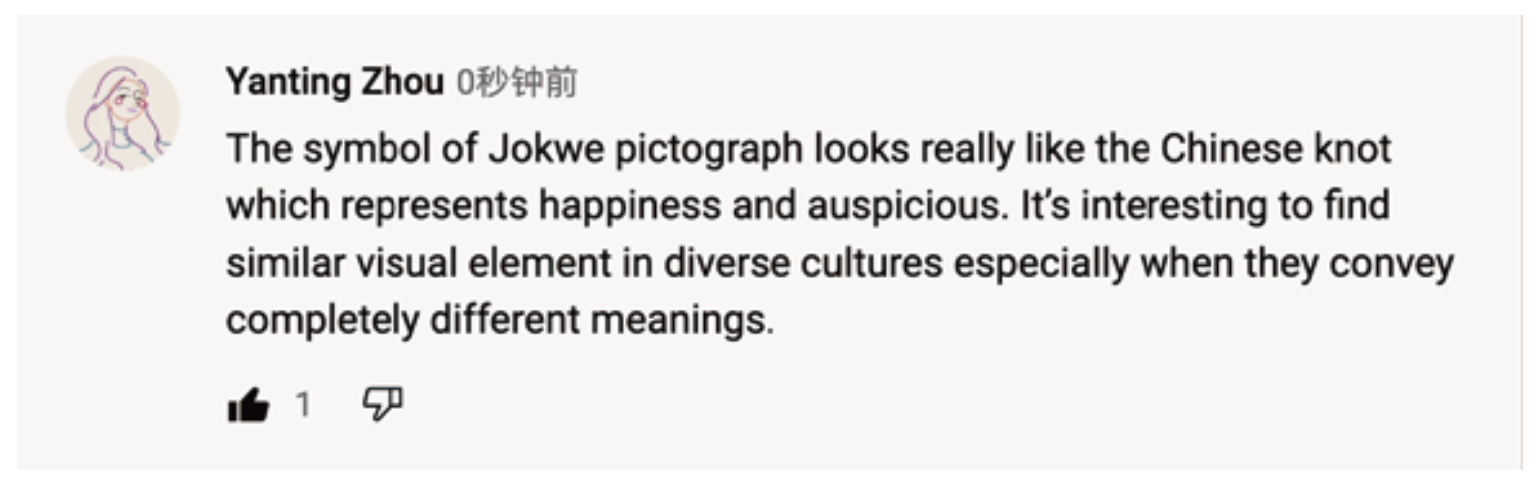 Yanting Zhou 0秒钟前
The symbol of Jokwe pictograph looks really like the Chinese knot
which represents happiness and auspicious. It's interesting to find
similar visual element in diverse cultures especially when they convey
completely different meanings.
1